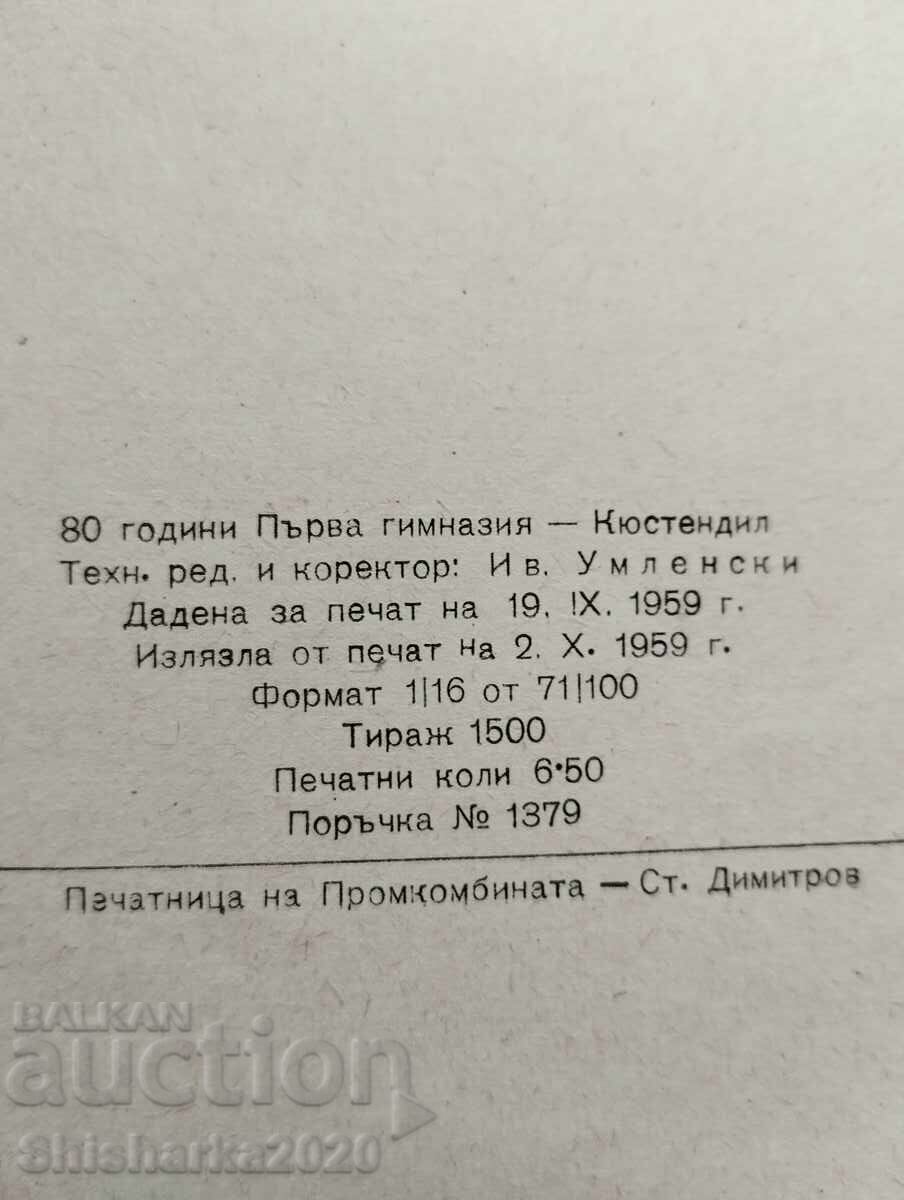 80 години Първа гимназия — Кюстендил
Техн. ред. и коректор: Ив. Умленски
Дадена за печат на 19. IX. 1959 г.
Излязла от печат на 2. X. 1959 г.
Формат 1|16 от 71|100
Тираж 1500
Печатни коли 6·50
Поръчка № 1379
Печатница на Промкомбината — Ст. Димитров
BALKAN
auction
Shisharka2020